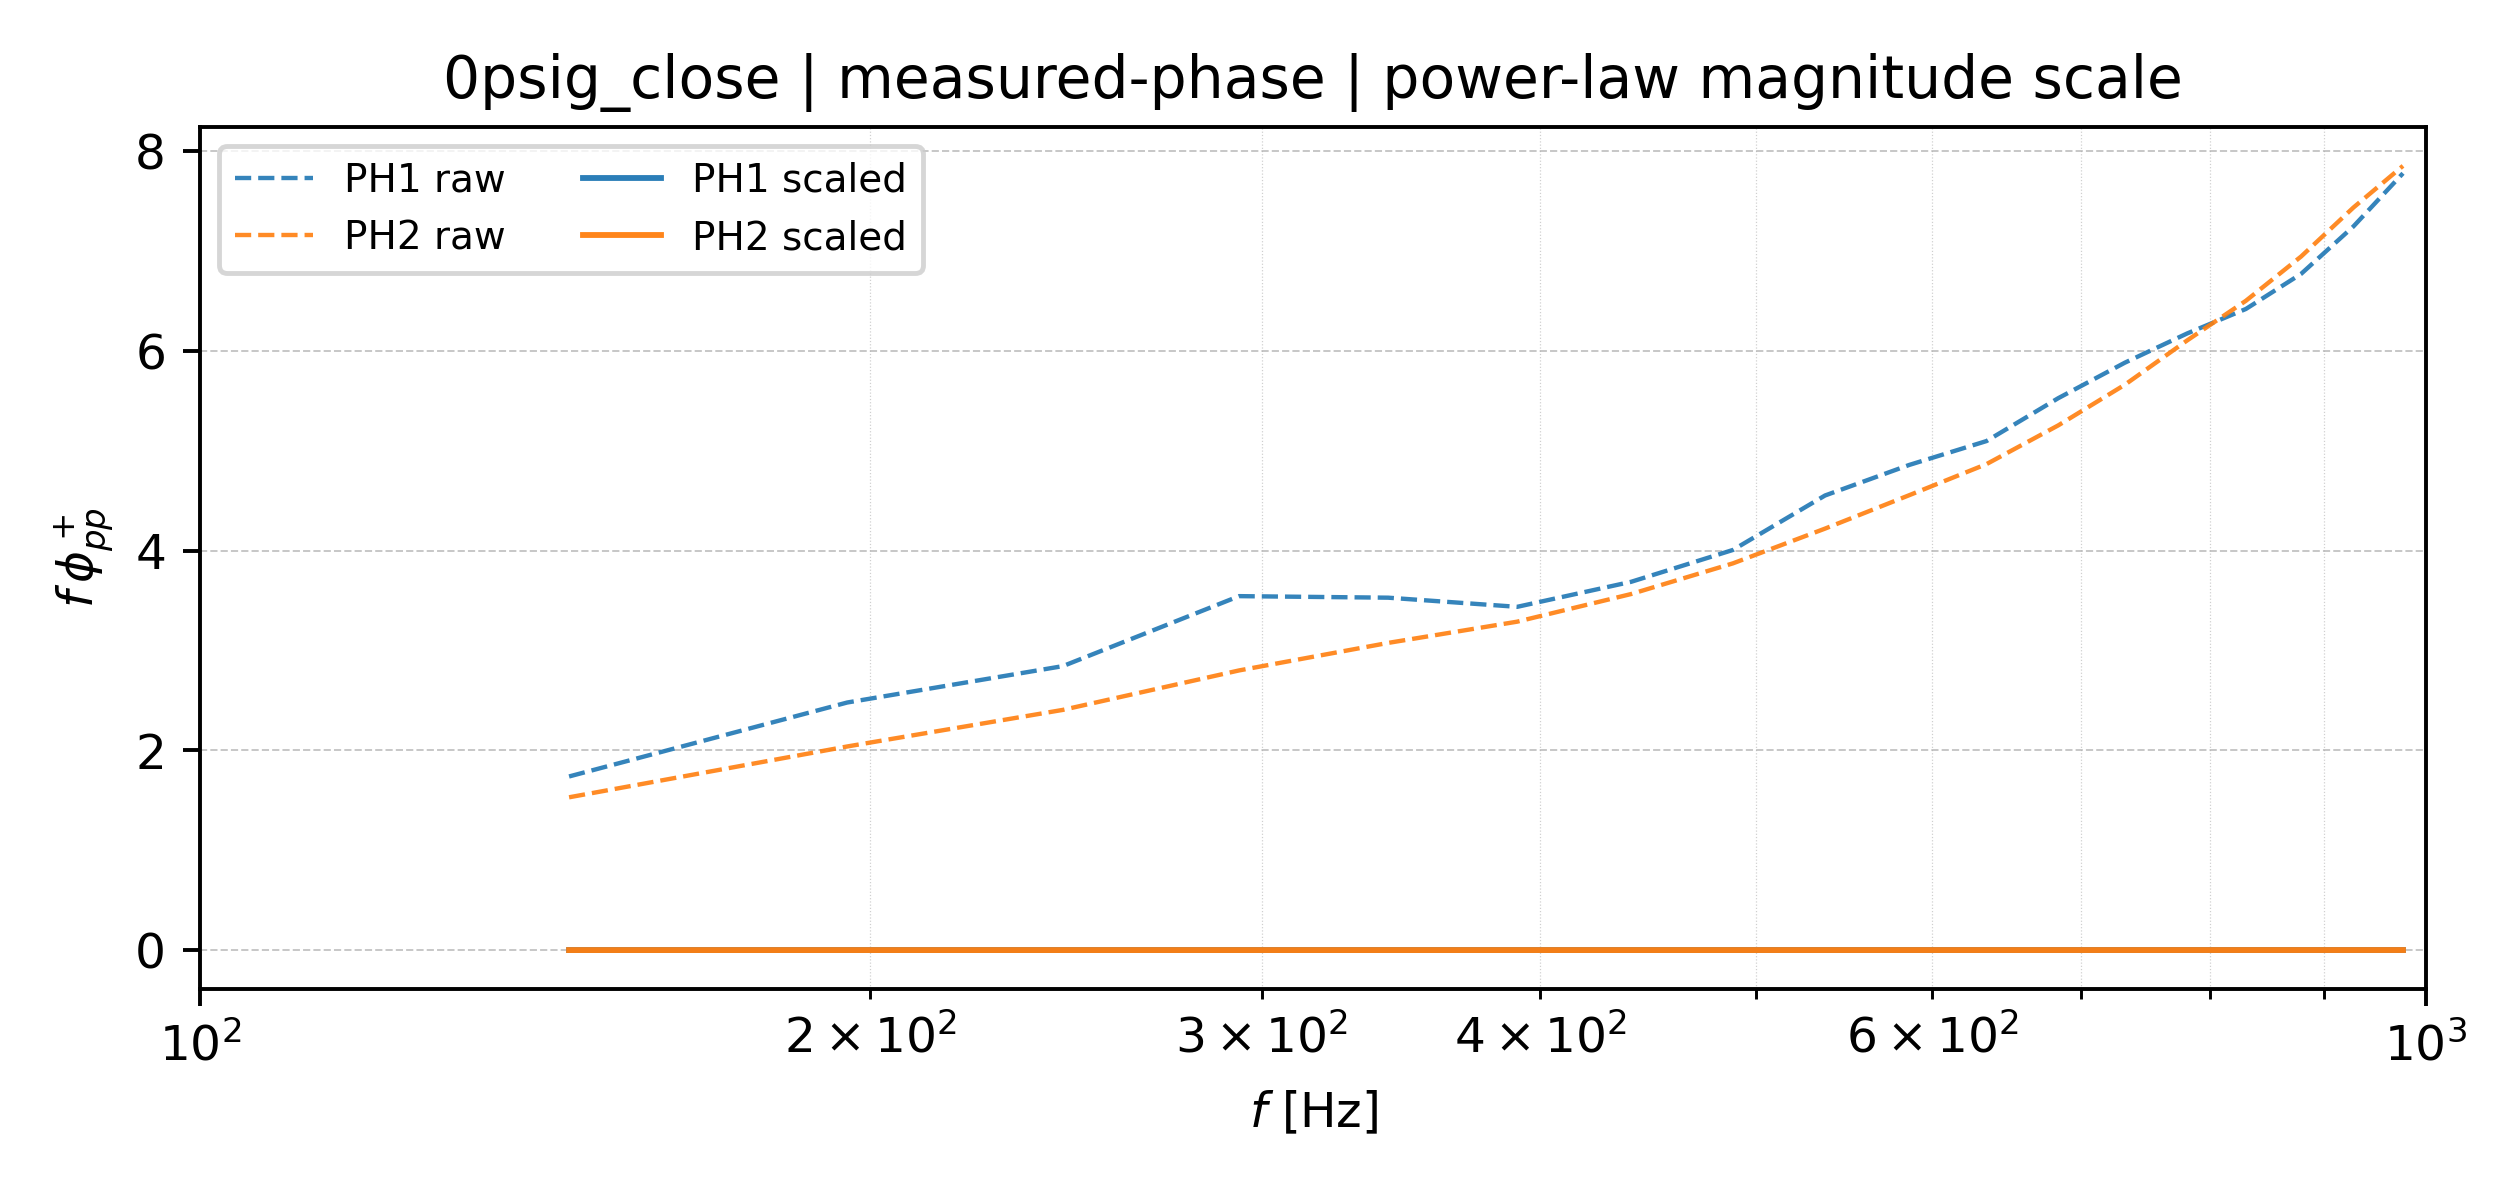 0psig_close | measured-phase | power-law magnitude scale
PH1 raw
PH2 raw
PH1 scaled
PH2 scaled
8
6
4
2
0
f ϕ⁺pp
10²
2 × 10²
3 × 10²
4 × 10²
6 × 10²
10³
f [Hz]